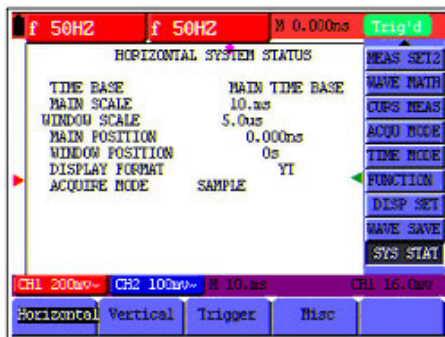 f 50HZ f 50HZ M 0.000ns Trig'd
HORIZONTAL SYSTEM STATUS
TIME BASE MAIN TIME BASE
MAIN SCALE 10.ms
WINDOW SCALE 5.0us
MAIN POSITION 0.000ns
WINDOW POSITION 0s
DISPLAY FORMAT YT
ACQUIRE MODE SAMPLE
MEAS SET2
WAVE MATH
CURS MEAS
ACQU MODE
TIME MODE
FUNCTION
DISP SET
WAVE SAVE
SYS STAT
CH1 200mv~ CH2 100mv~ M 10.ms CH1 16.0mv
Horizontal Vertical Trigger Misc